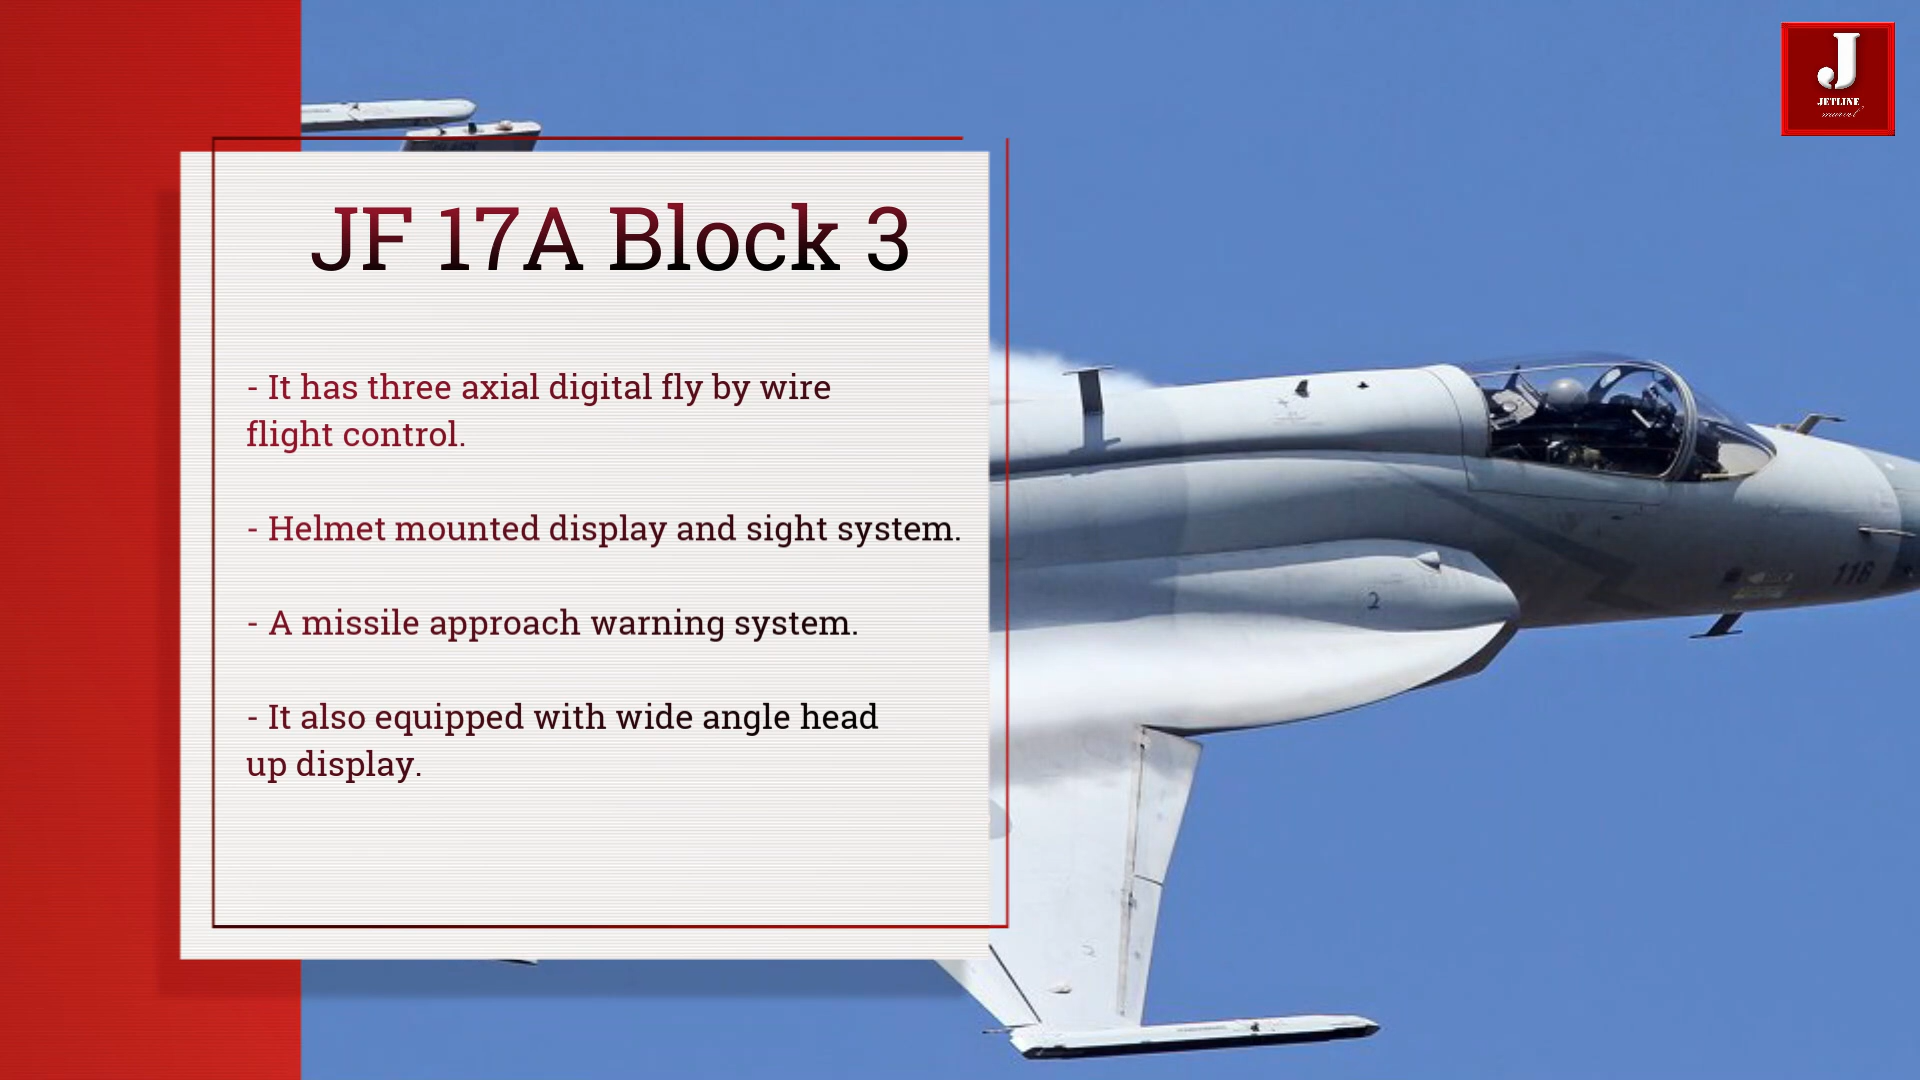 J
JETLINE
JF 17A Block 3
- It has three axial digital fly by wire
flight control.
- Helmet mounted display and sight system.
- A missile approach warning system.
- It also equipped with wide angle head
up display.
2
116